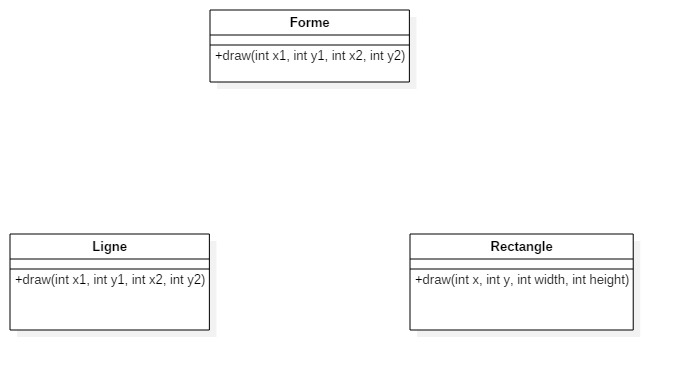 Forme
+draw(int x1, int y1, int x2, int y2)
Ligne
+draw(int x1, int y1, int x2, int y2)
Rectangle
+draw(int x, int y, int width, int height)